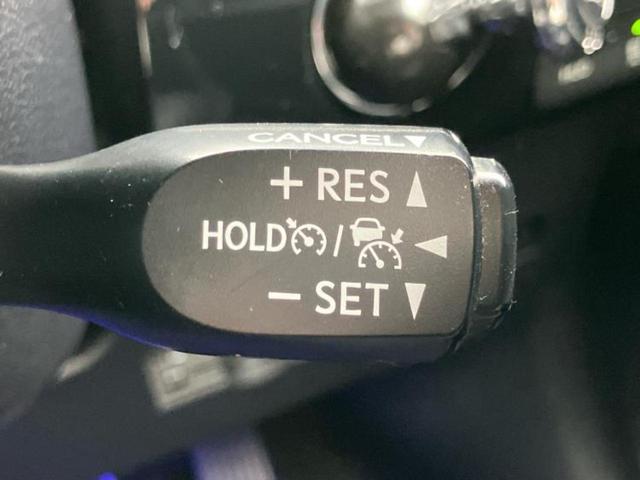 CANCEL▼
+ RES ▲
HOLD / ◀
− SET ▼